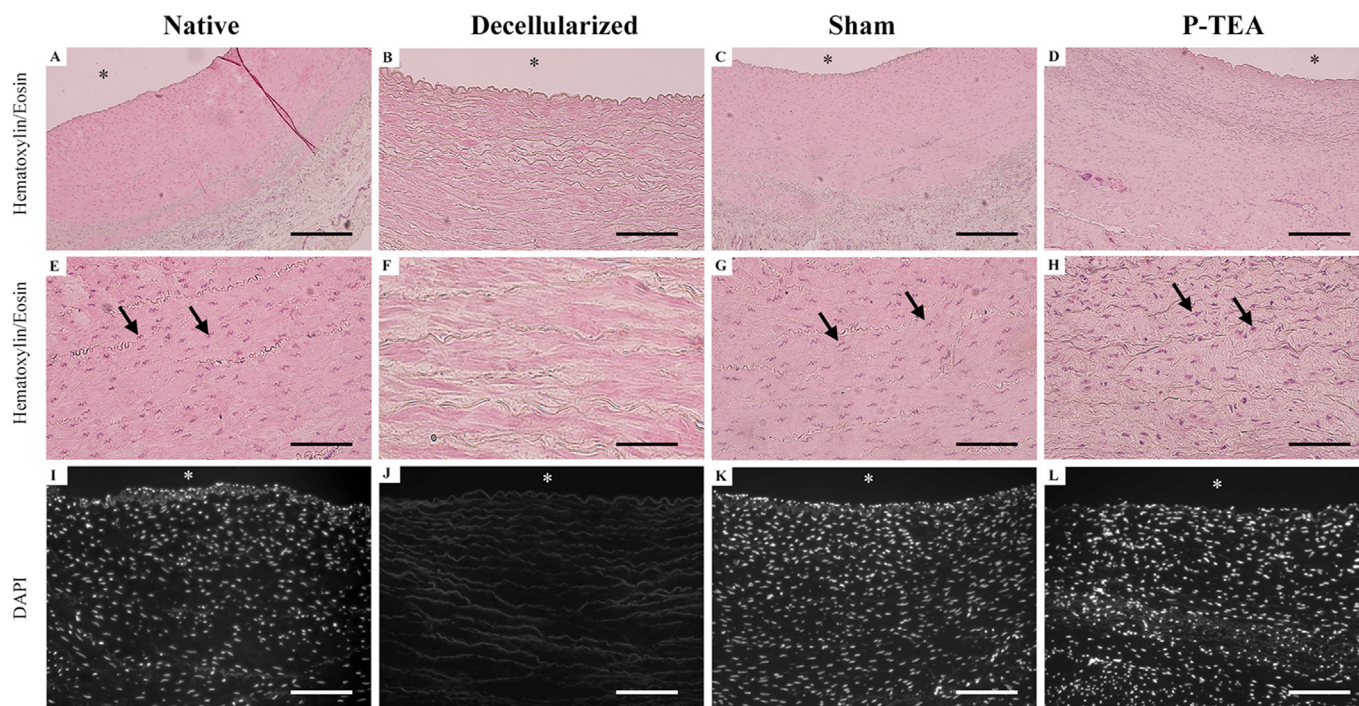 Native Decellularized Sham P-TEA
Hematoxylin/Eosin
A * B * C * D *
Hematoxylin/Eosin
E F G H
DAPI
I * J * K * L *